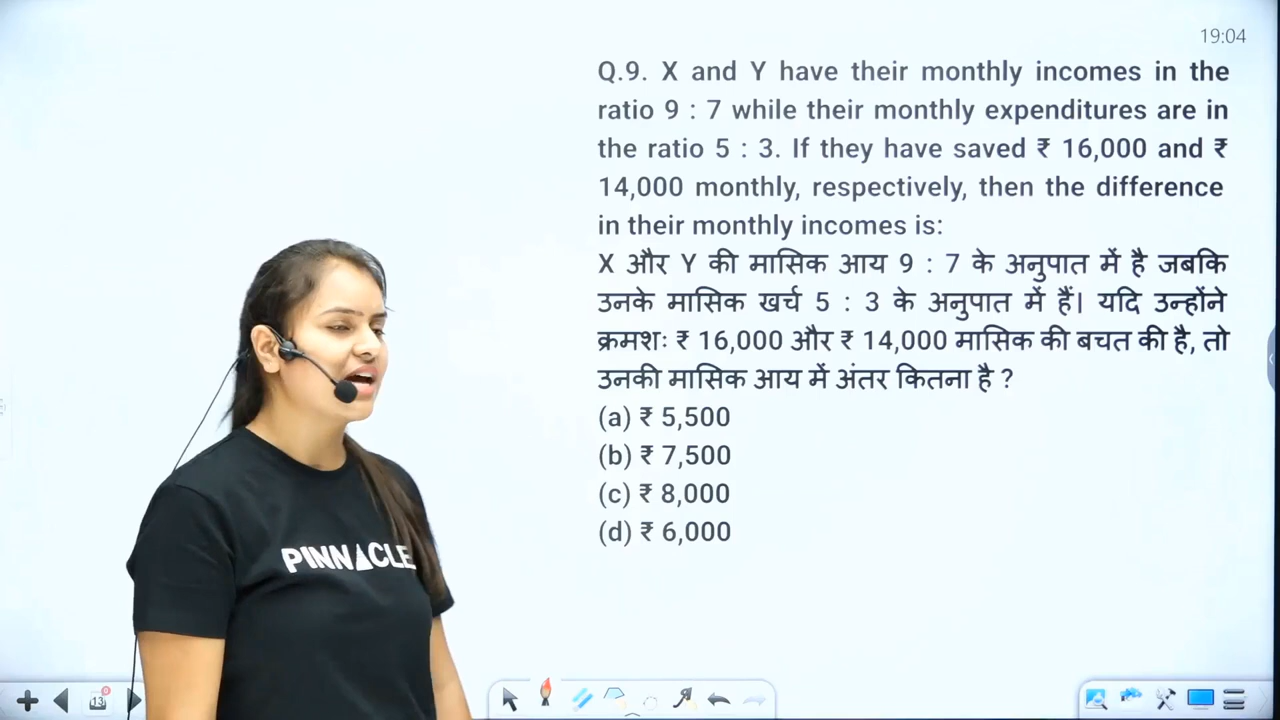 19:04
Q.9. X and Y have their monthly incomes in the
ratio 9 : 7 while their monthly expenditures are in
the ratio 5 : 3. If they have saved ₹ 16,000 and ₹
14,000 monthly, respectively, then the difference
in their monthly incomes is:
X और Y की मासिक आय 9 : 7 के अनुपात में है जबकि
उनके मासिक खर्च 5 : 3 के अनुपात में हैं। यदि उन्होंने
क्रमशः ₹ 16,000 और ₹ 14,000 मासिक की बचत की है, तो
उनकी मासिक आय में अंतर कितना है ?
(a) ₹ 5,500
(b) ₹ 7,500
(c) ₹ 8,000
(d) ₹ 6,000
PINNACLE
13